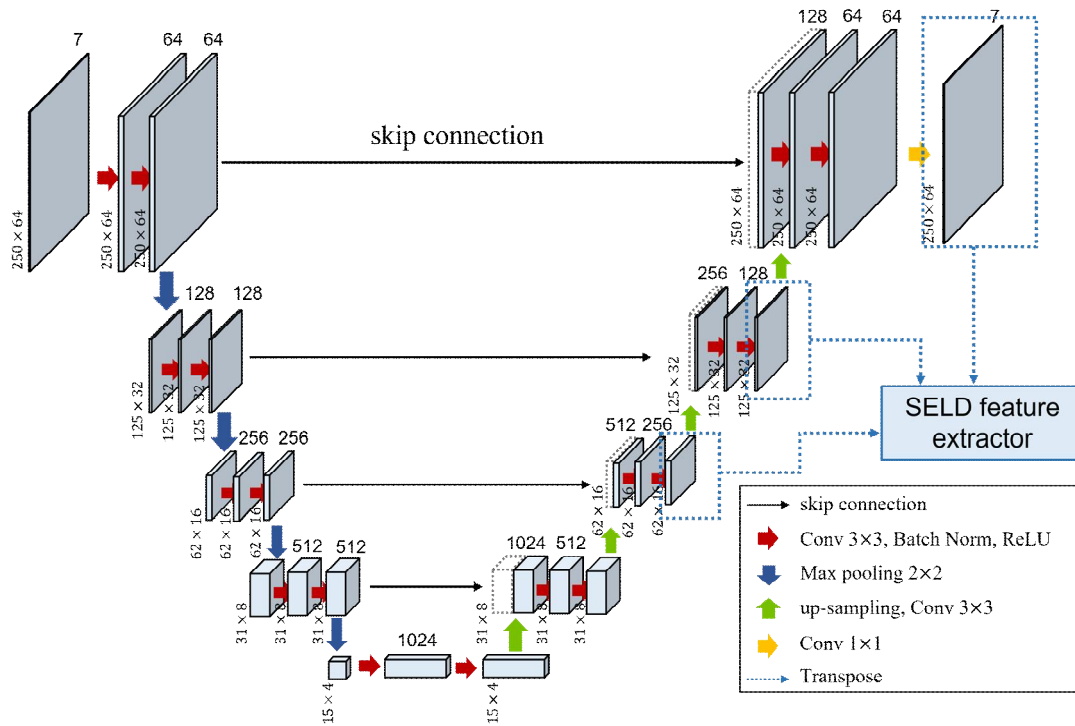 7
64 64
128 64 64
7
skip connection
250 × 64
250 × 64
250 × 64
250 × 64
250 × 64
250 × 64
250 × 64
128 128
256 128
125 × 32
125 × 32
125 × 32
125 × 32
125 × 32
125 × 32
SELD feature
extractor
256 256
512 256
62 × 16
62 × 16
62 × 16
62 × 16
62 × 16
62 × 16
512 512
1024 512
31 × 8
31 × 8
31 × 8
31 × 8
31 × 8
31 × 8
1024
15 × 4
15 × 4
skip connection
Conv 3×3, Batch Norm, ReLU
Max pooling 2×2
up-sampling, Conv 3×3
Conv 1×1
Transpose